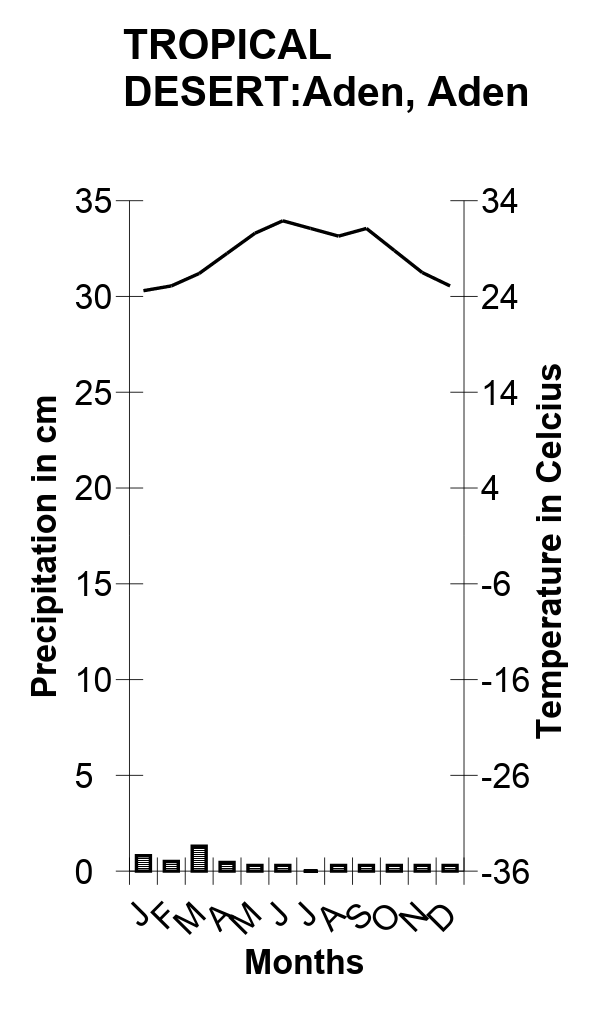 TROPICAL
DESERT:Aden, Aden
35
30
25
20
15
10
5
0
Precipitation in cm
34
24
14
4
-6
-16
-26
-36
Temperature in Celcius
J F M A M J J A S O N D
Months